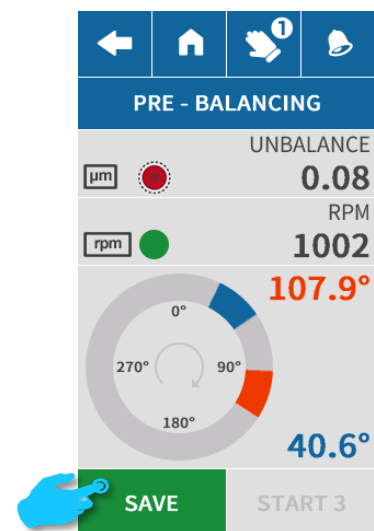 1
PRE - BALANCING
UNBALANCE
µm
0.08
RPM
rpm
1002
107.9°
0°
270°
90°
180°
40.6°
SAVE
START 3